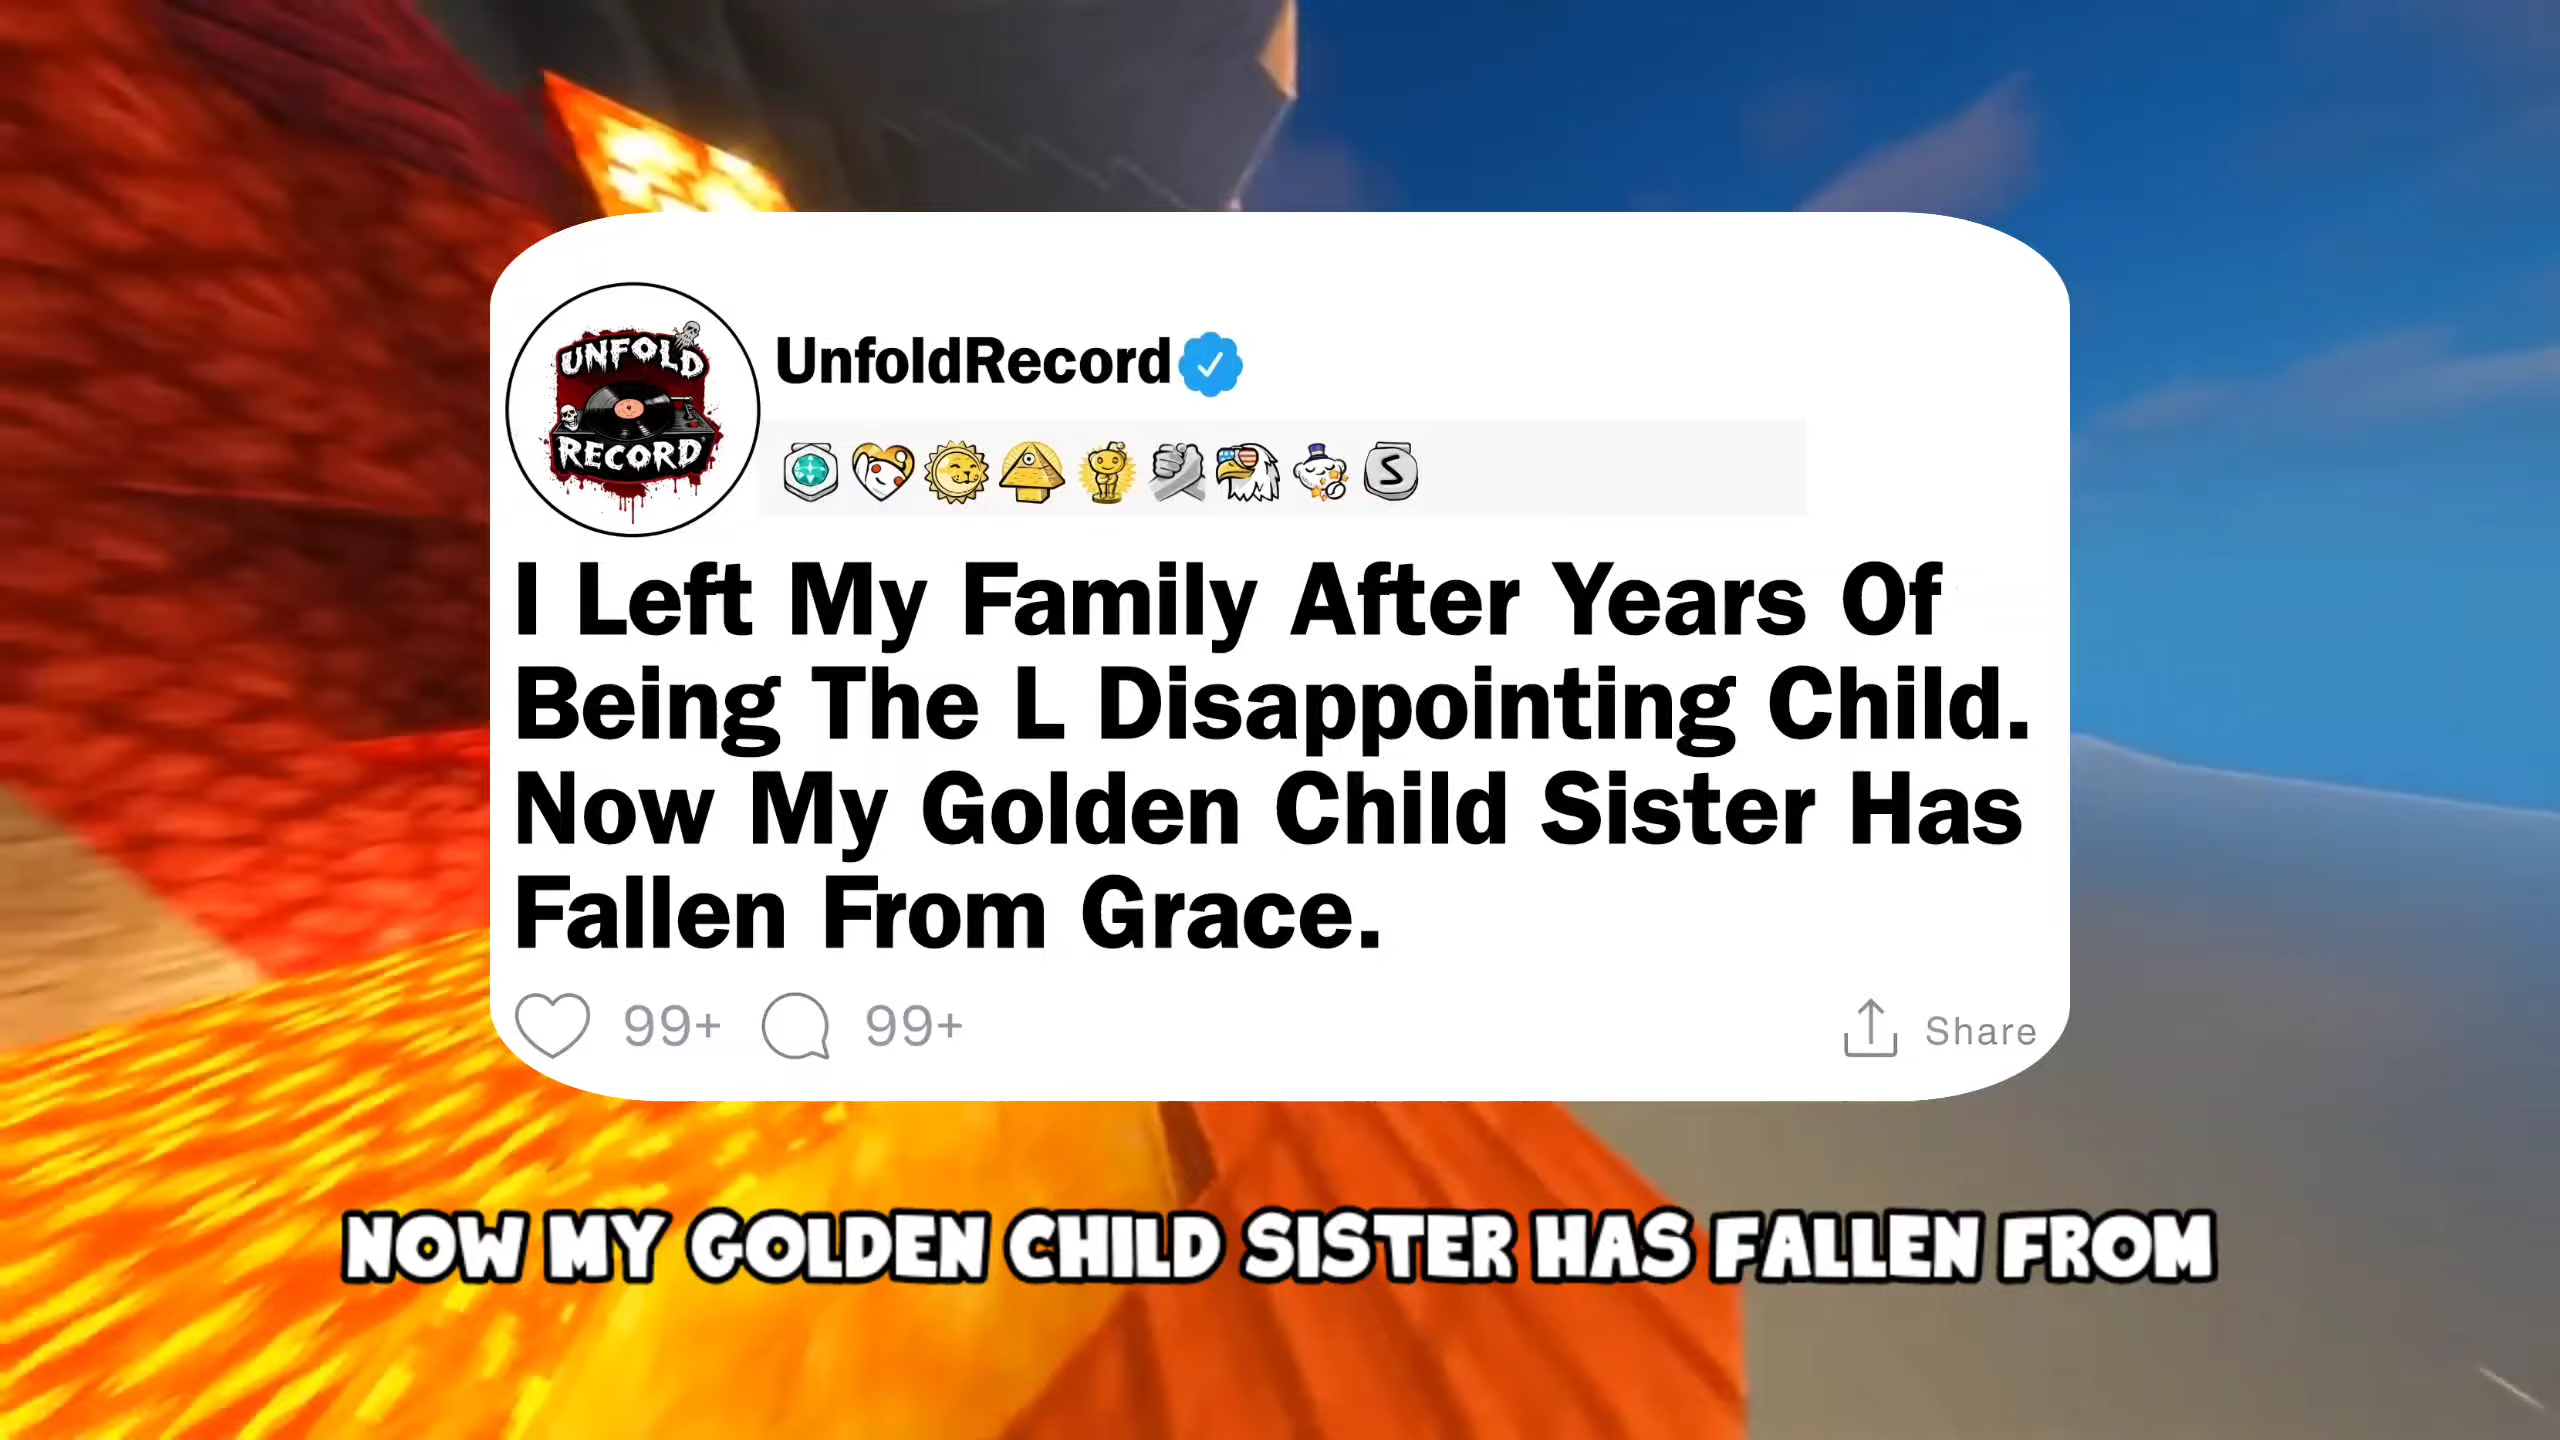 UNFOLD
RECORD
UnfoldRecord
S
I Left My Family After Years Of
Being The L Disappointing Child.
Now My Golden Child Sister Has
Fallen From Grace.
99+ 99+ Share
NOW MY GOLDEN CHILD SISTER HAS FALLEN FROM